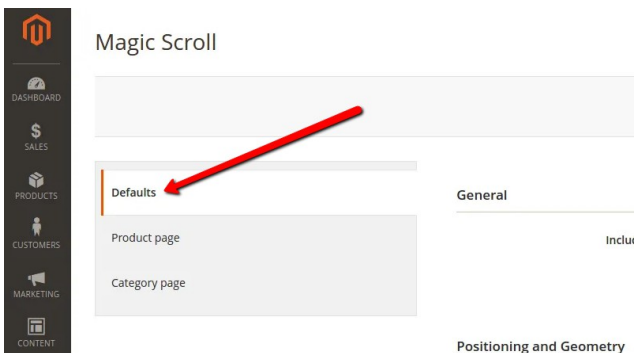 Magic Scroll
DASHBOARD
$
SALES
PRODUCTS
CUSTOMERS
MARKETING
CONTENT
Defaults
Product page
Category page
General
Positioning and Geometry